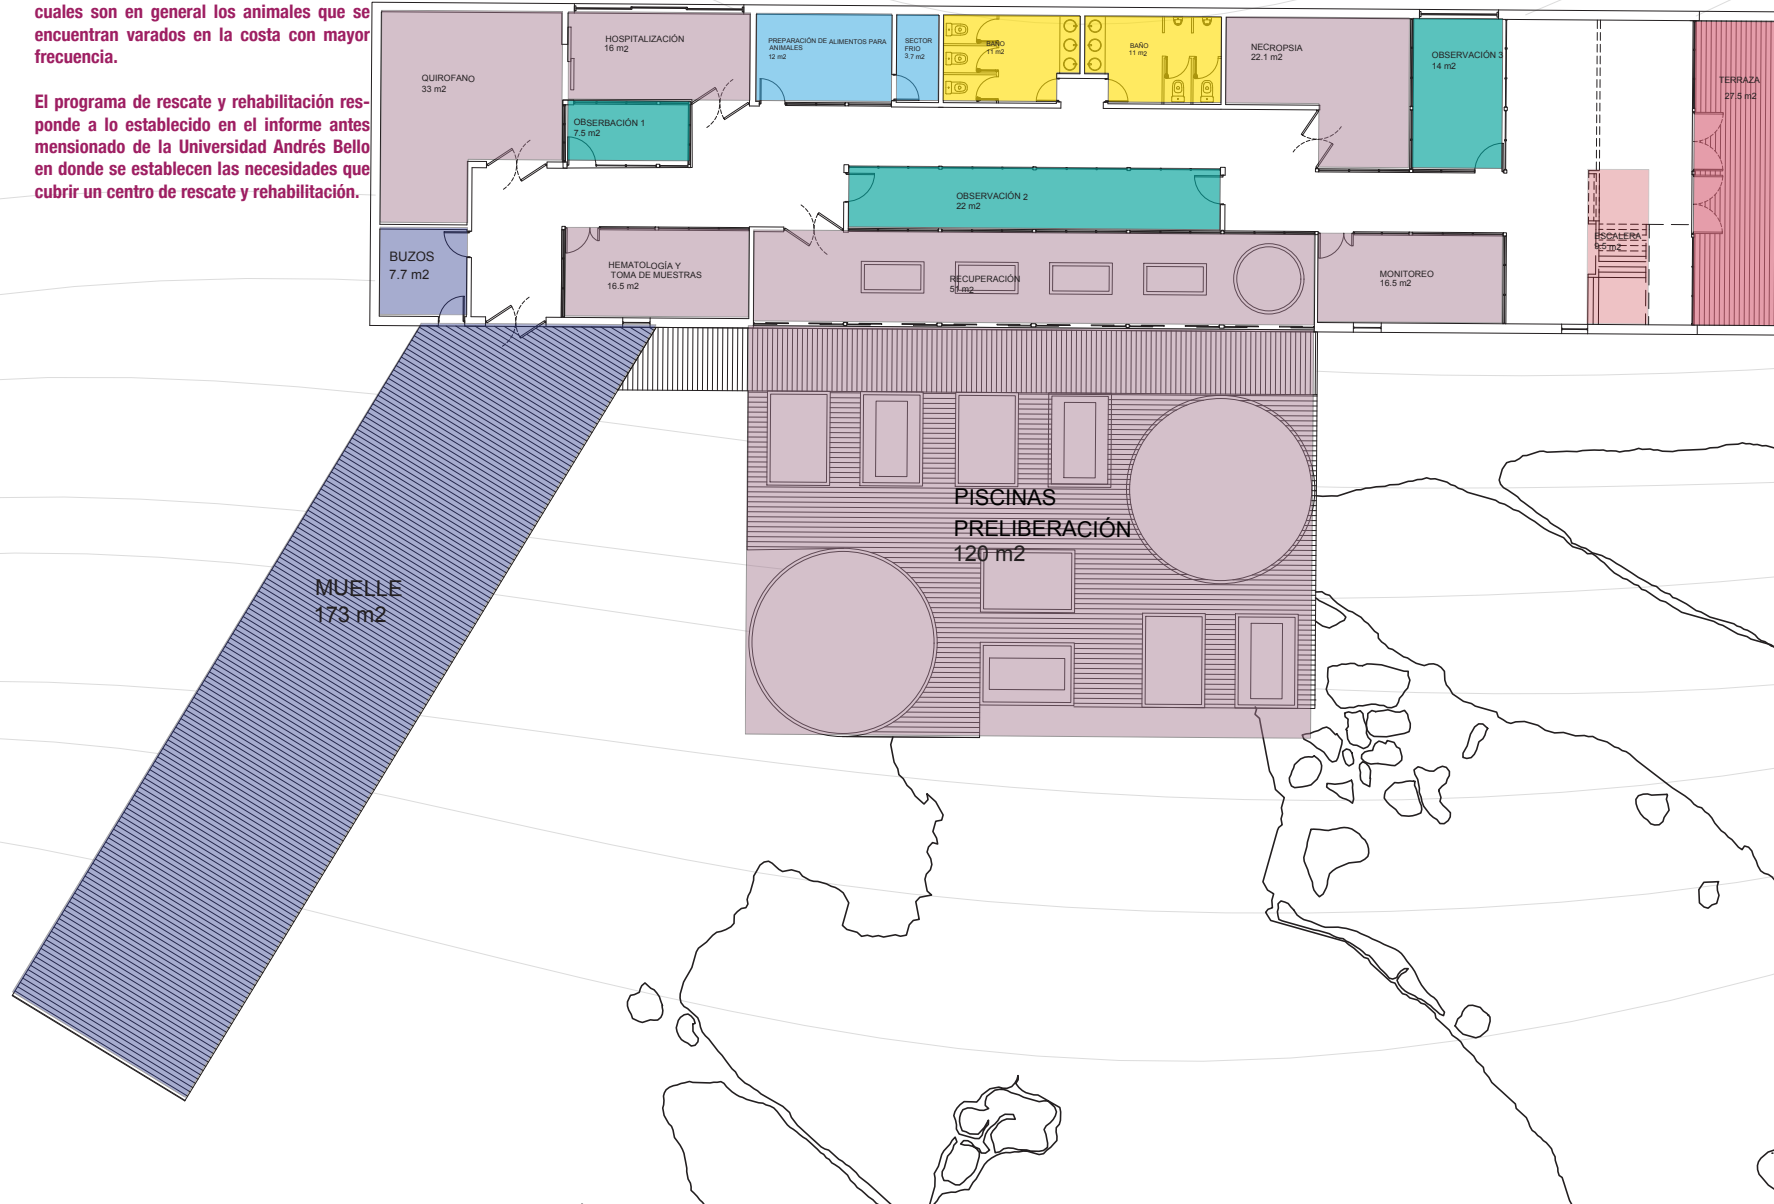 cuales son en general los animales que se
encuentran varados en la costa con mayor
frecuencia.
El programa de rescate y rehabilitación res-
ponde a lo establecido en el informe antes
mensionado de la Universidad Andrés Bello
en donde se establecen las necesidades que
cubrir un centro de rescate y rehabilitación.
QUIROFANO
33 m2
HOSPITALIZACIÓN
16 m2
OBSERBACIÓN 1
7.5 m2
PREPARACIÓN DE ALIMENTOS PARA
ANIMALES
12 m2
SECTOR
FRIO
3.7 m2
BAÑO
11 m2
BAÑO
11 m2
NECROPSIA
22.1 m2
OBSERVACIÓN 3
14 m2
TERRAZA
27.5 m2
OBSERVACIÓN 2
22 m2
ESCALERA
9.5 m2
BUZOS
7.7 m2
HEMATOLOGÍA Y
TOMA DE MUESTRAS
16.5 m2
RECUPERACIÓN
51 m2
MONITOREO
16.5 m2
PISCINAS
PRELIBERACIÓN
120 m2
MUELLE
173 m2